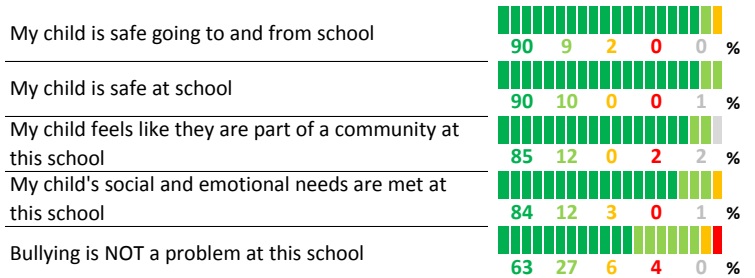 My child is safe going to and from school
90 9 2 0 0 %
My child is safe at school
90 10 0 0 1 %
My child feels like they are part of a community at
this school
85 12 0 2 2 %
My child's social and emotional needs are met at
this school
84 12 3 0 1 %
Bullying is NOT a problem at this school
63 27 6 4 0 %